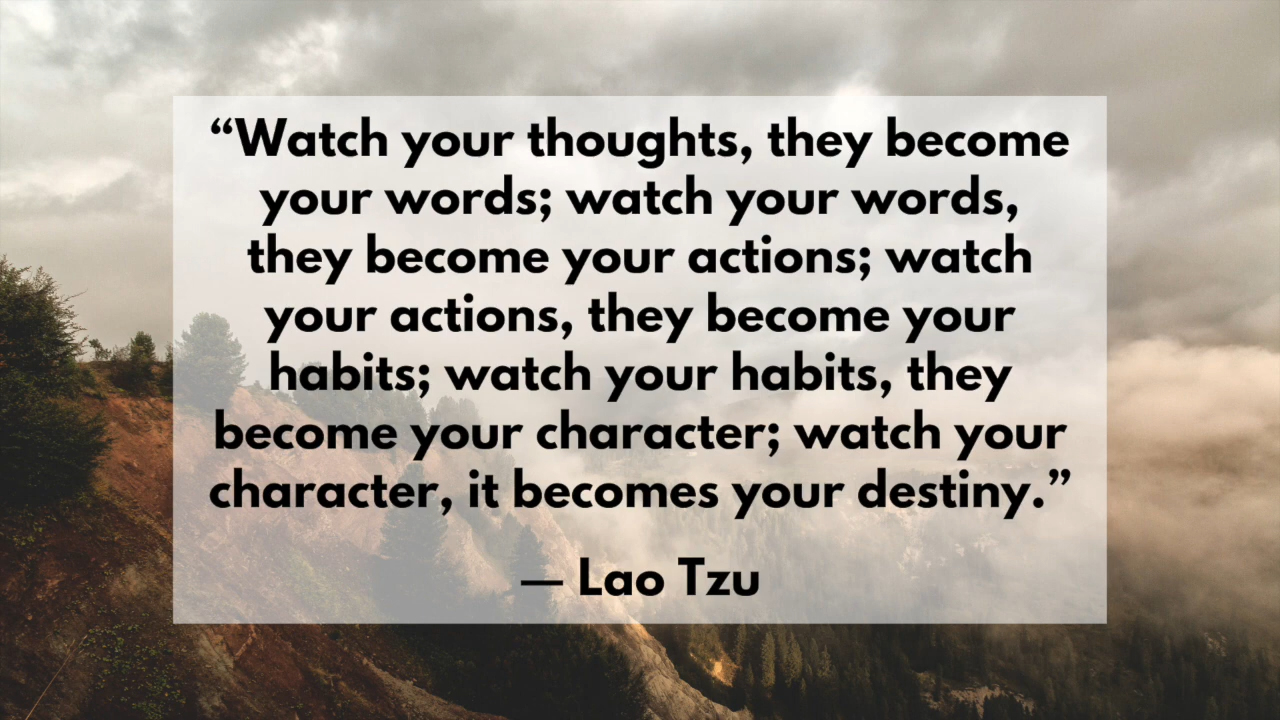 “Watch your thoughts, they become
your words; watch your words,
they become your actions; watch
your actions, they become your
habits; watch your habits, they
become your character; watch your
character, it becomes your destiny.”
— Lao Tzu